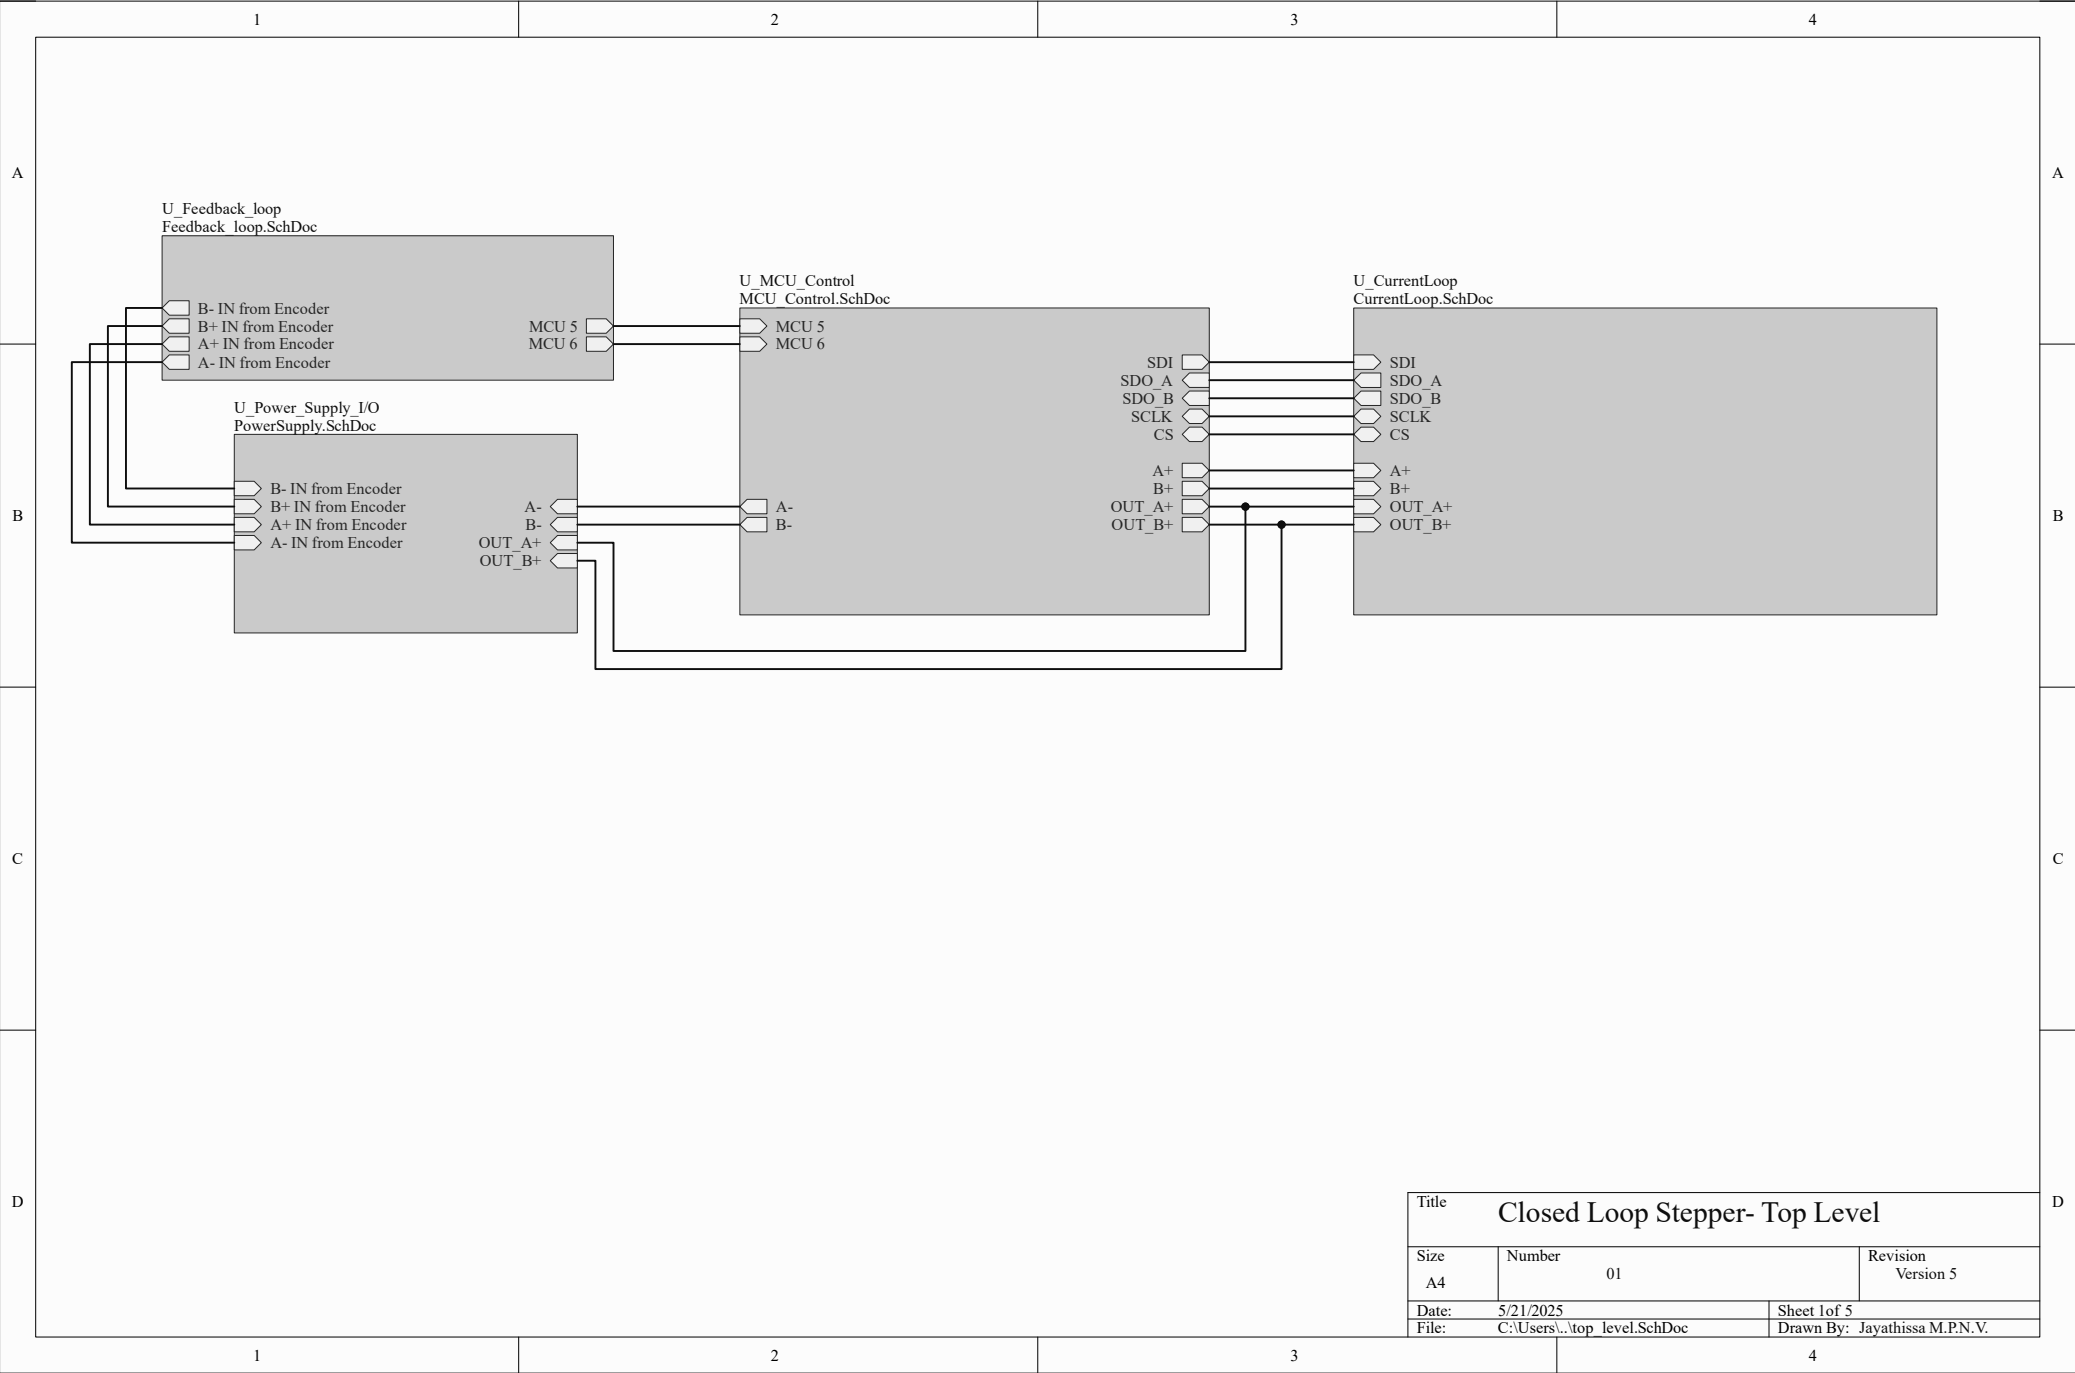 1 2 3 4
A A
U_Feedback_loop
Feedback_loop.SchDoc
B- IN from Encoder
B+ IN from Encoder
A+ IN from Encoder
A- IN from Encoder
MCU 5
MCU 6
U_Power_Supply_I/O
PowerSupply.SchDoc
B- IN from Encoder
B+ IN from Encoder
A+ IN from Encoder
A- IN from Encoder
A-
B-
OUT_A+
OUT_B+
U_MCU_Control
MCU_Control.SchDoc
MCU 5
MCU 6
A-
B-
SDI
SDO_A
SDO_B
SCLK
CS
A+
B+
OUT_A+
OUT_B+
U_CurrentLoop
CurrentLoop.SchDoc
SDI
SDO_A
SDO_B
SCLK
CS
A+
B+
OUT_A+
OUT_B+
B B
C C
D D
Title Closed Loop Stepper- Top Level
Size Number Revision
A4 01 Version 5
Date: 5/21/2025 Sheet 1of 5
File: C:\Users\..\top_level.SchDoc Drawn By: Jayathissa M.P.N.V.
1 2 3 4